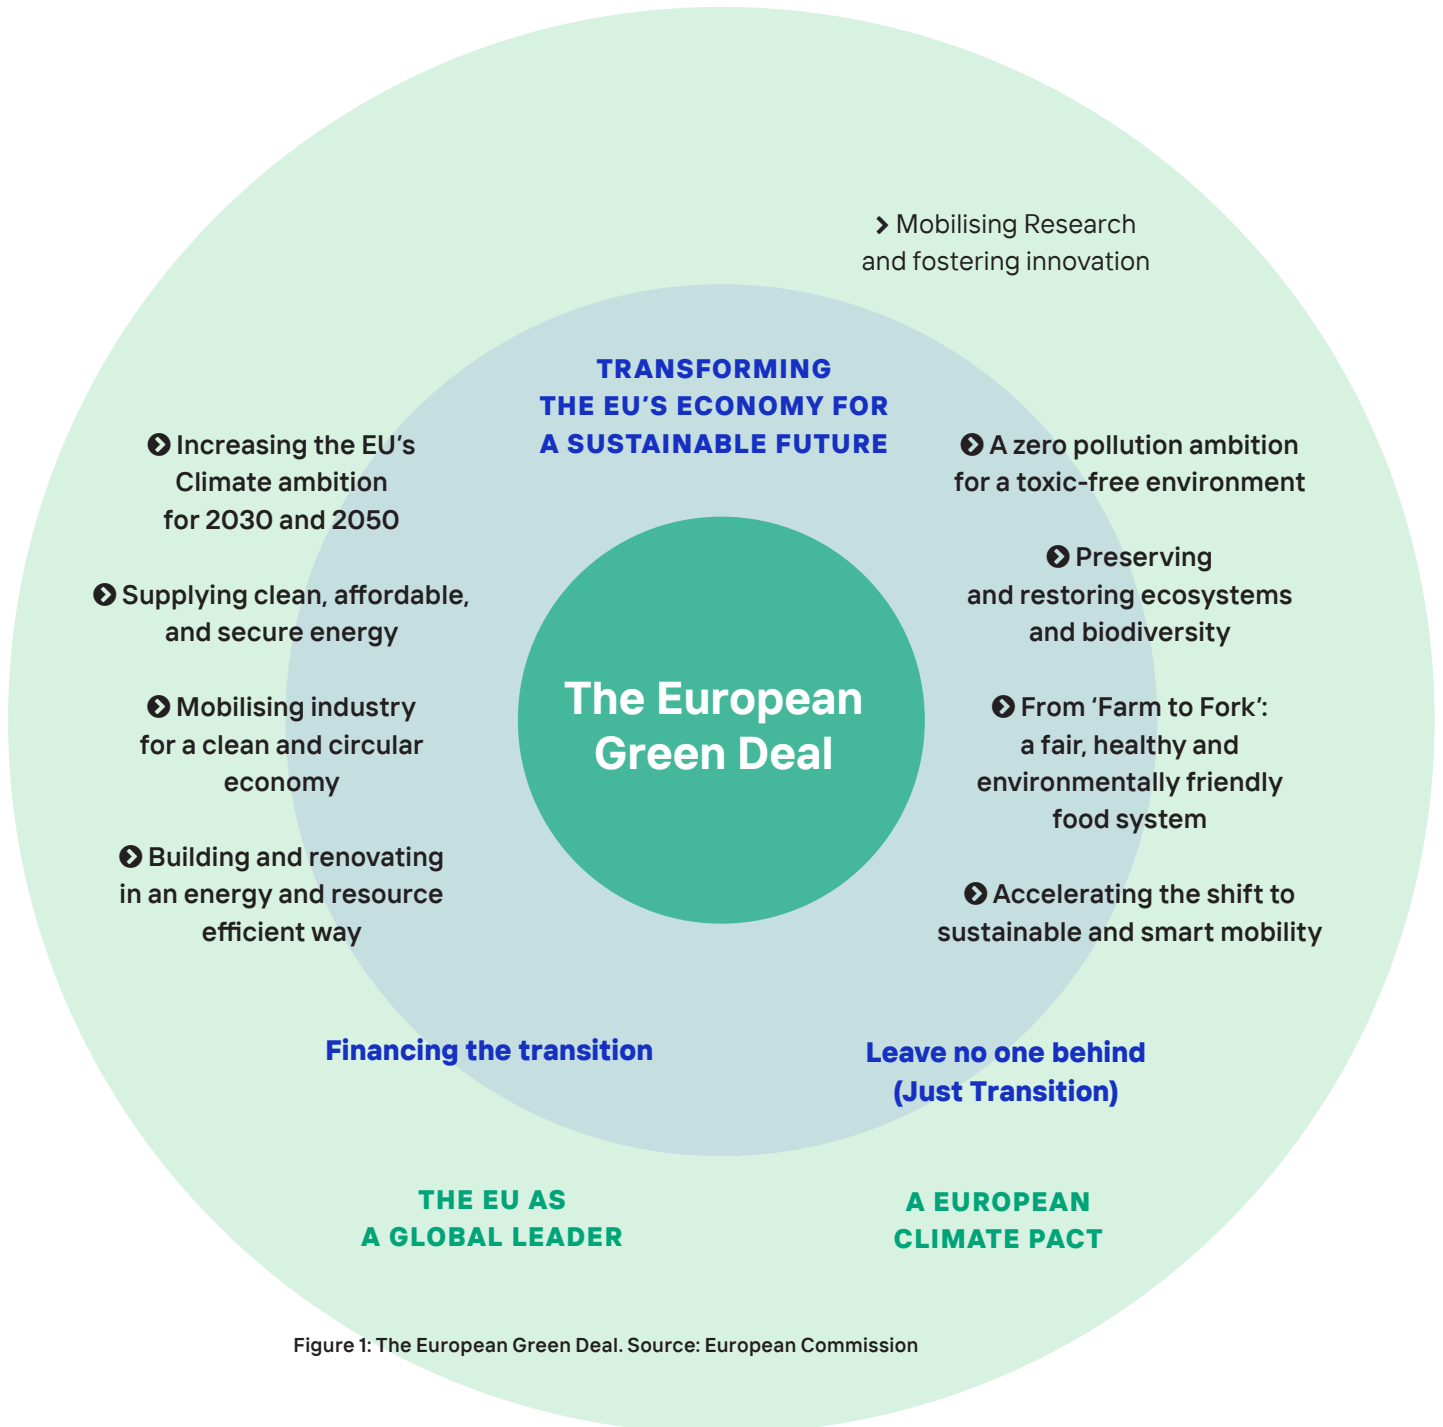 › Mobilising Research
and fostering innovation
TRANSFORMING
THE EU’S ECONOMY FOR
A SUSTAINABLE FUTURE
Increasing the EU’s
Climate ambition
for 2030 and 2050
Supplying clean, affordable,
and secure energy
Mobilising industry
for a clean and circular
economy
Building and renovating
in an energy and resource
efficient way
The European
Green Deal
A zero pollution ambition
for a toxic-free environment
Preserving
and restoring ecosystems
and biodiversity
From ‘Farm to Fork’:
a fair, healthy and
environmentally friendly
food system
Accelerating the shift to
sustainable and smart mobility
Financing the transition
Leave no one behind
(Just Transition)
THE EU AS
A GLOBAL LEADER
A EUROPEAN
CLIMATE PACT
Figure 1: The European Green Deal. Source: European Commission